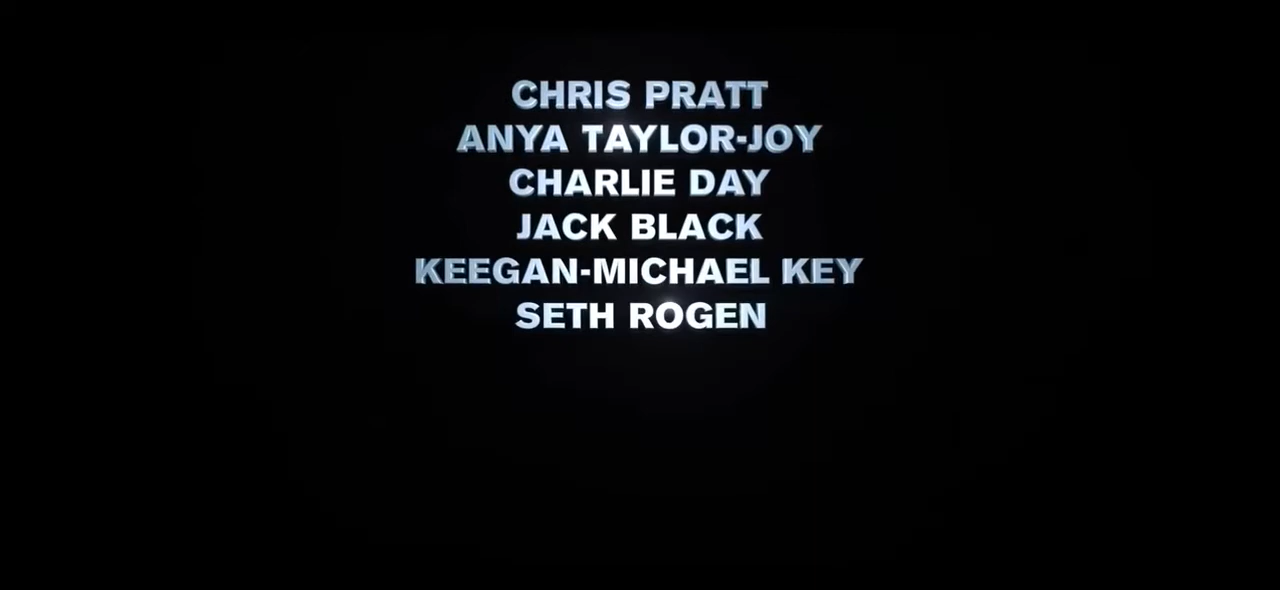 CHRIS PRATT
ANYA TAYLOR-JOY
CHARLIE DAY
JACK BLACK
KEEGAN-MICHAEL KEY
SETH ROGEN